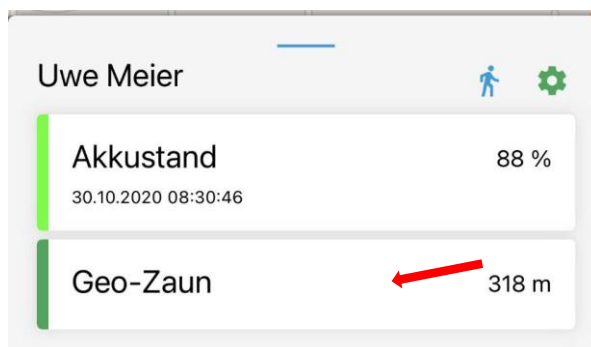 Uwe Meier
Akkustand
88 %
30.10.2020 08:30:46
Geo-Zaun
318 m